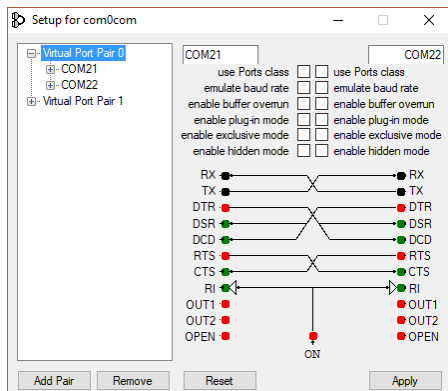 Setup for com0com
Virtual Port Pair 0
COM21
COM22
Virtual Port Pair 1
COM21 COM22
use Ports class use Ports class
emulate baud rate emulate baud rate
enable buffer overrun enable buffer overrun
enable plug-in mode enable plug-in mode
enable exclusive mode enable exclusive mode
enable hidden mode enable hidden mode
RX RX
TX TX
DTR DTR
DSR DSR
DCD DCD
RTS RTS
CTS CTS
RI RI
OUT1 OUT1
OUT2 OUT2
OPEN OPEN
ON
Add Pair Remove Reset Apply